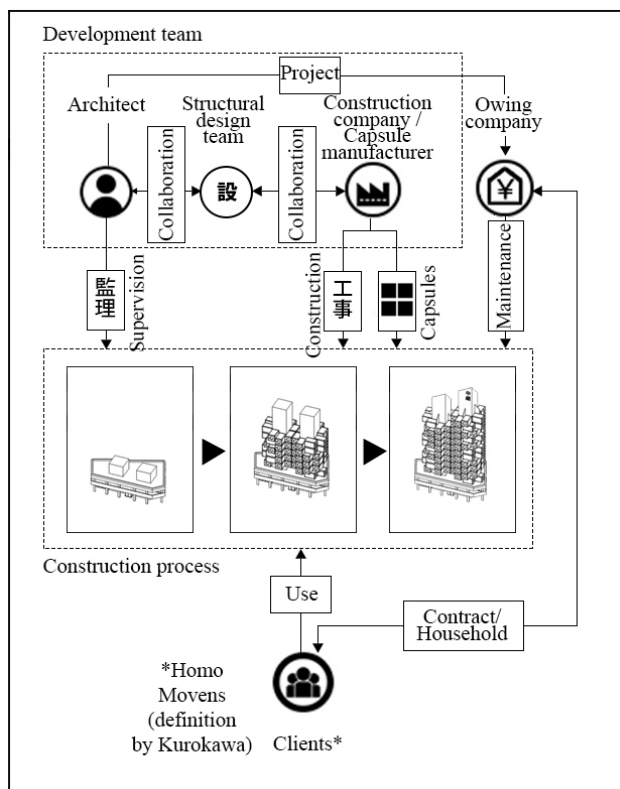 Development team
Project
Architect
Structural
design
team
Construction
company /
Capsule
manufacturer
Owing
company
Collaboration
設
Collaboration
¥
監
理
Supervision
Construction
工
事
Capsules
Maintenance
Construction process
Use
Contract/
Household
*Homo
Movens
(definition
by Kurokawa)
Clients*